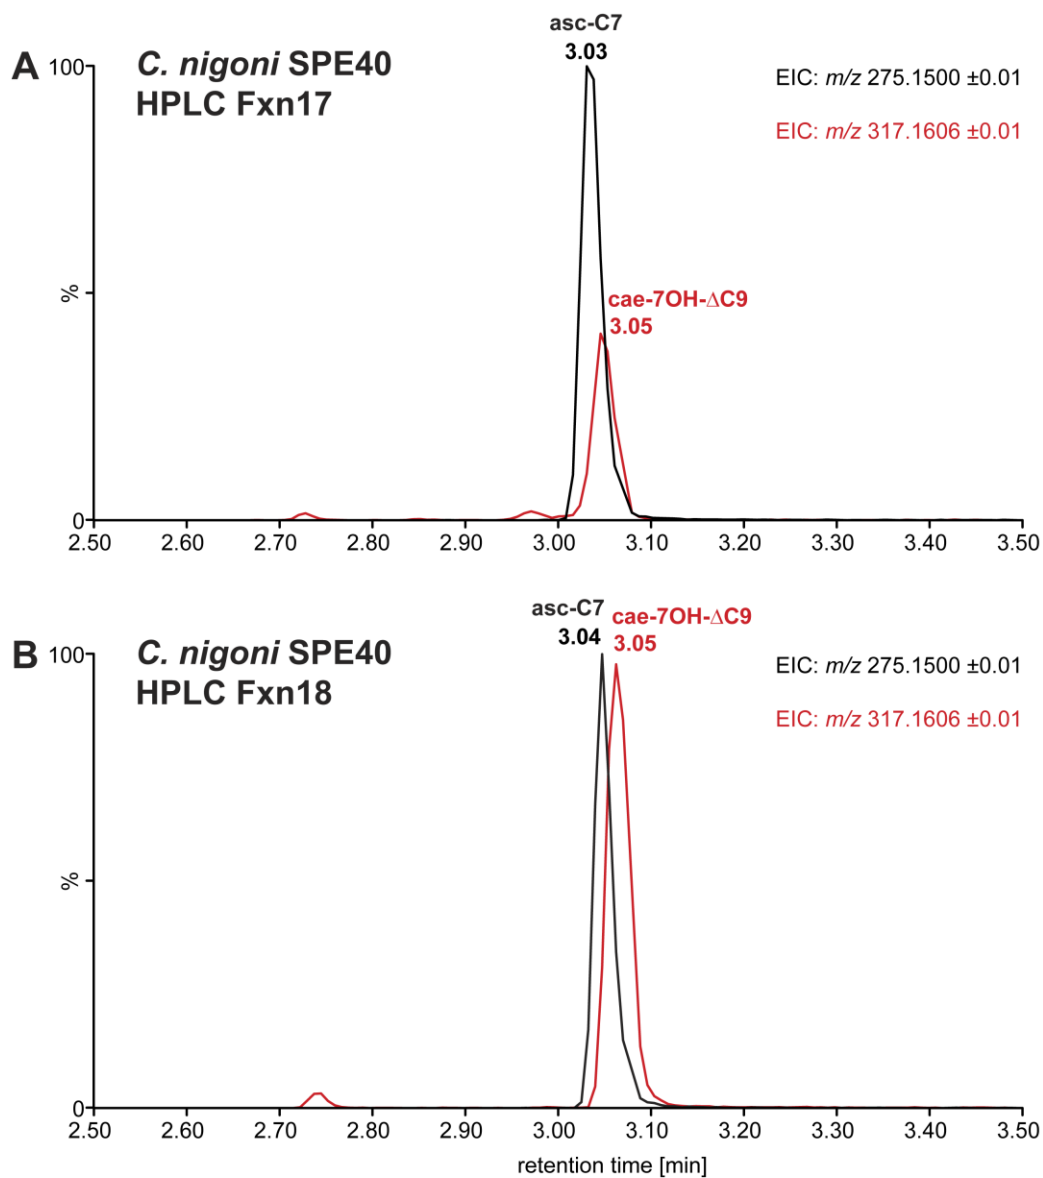 asc-C7
3.03
A
C. nigoni SPE40
HPLC Fxn17
EIC: m/z 275.1500 ±0.01
EIC: m/z 317.1606 ±0.01
100
%
0
cae-7OH-∆C9
3.05
2.50 2.60 2.70 2.80 2.90 3.00 3.10 3.20 3.30 3.40 3.50
asc-C7
3.04
cae-7OH-∆C9
3.05
B
C. nigoni SPE40
HPLC Fxn18
EIC: m/z 275.1500 ±0.01
EIC: m/z 317.1606 ±0.01
100
%
0
2.50 2.60 2.70 2.80 2.90 3.00 3.10 3.20 3.30 3.40 3.50
retention time [min]